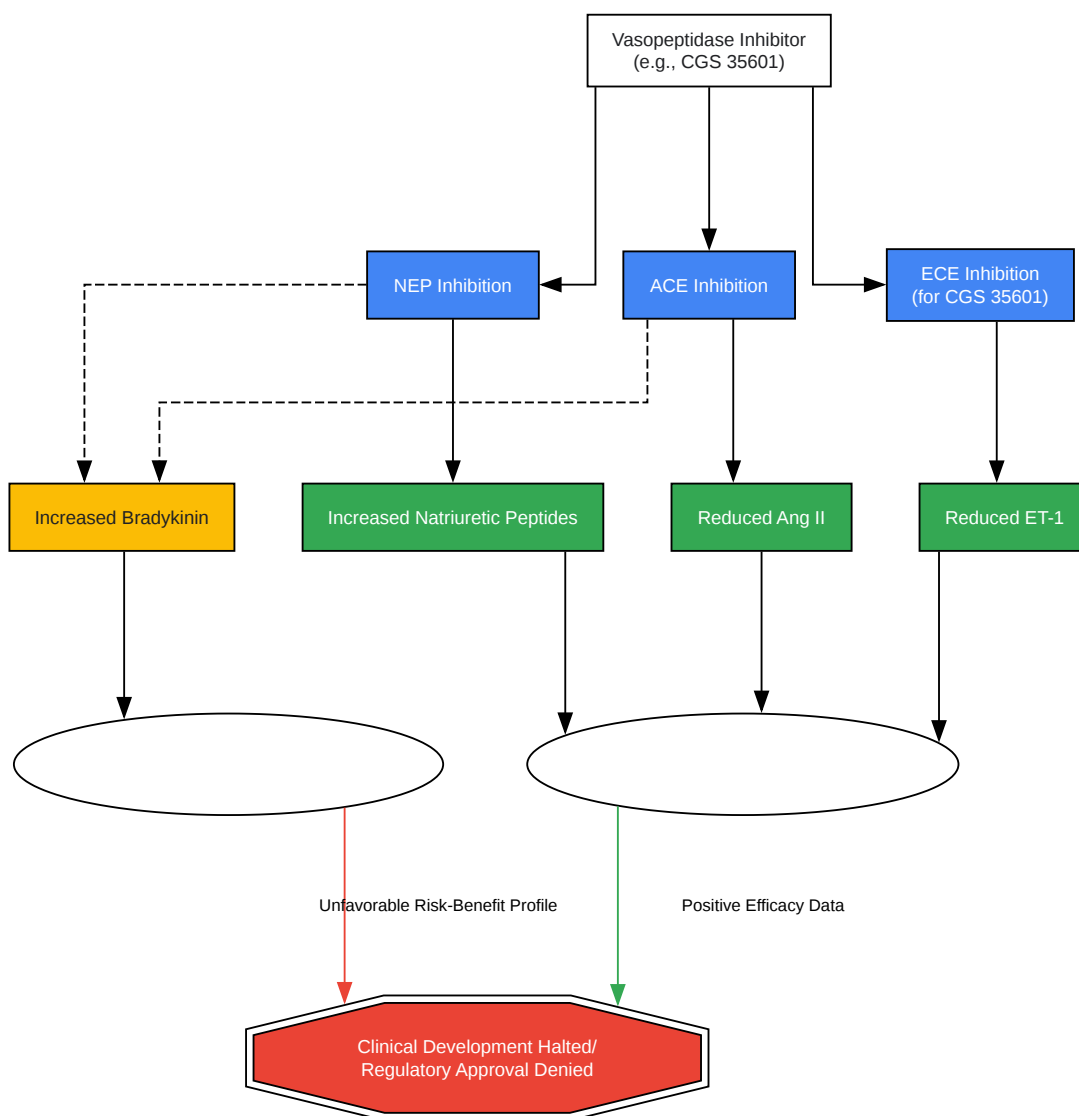 Vasopeptidase Inhibitor
(e.g., CGS 35601)
NEP Inhibition
ACE Inhibition
ECE Inhibition
(for CGS 35601)
Increased Bradykinin
Increased Natriuretic Peptides
Reduced Ang II
Reduced ET-1
Unfavorable Risk-Benefit Profile
Positive Efficacy Data
Clinical Development Halted/
Regulatory Approval Denied